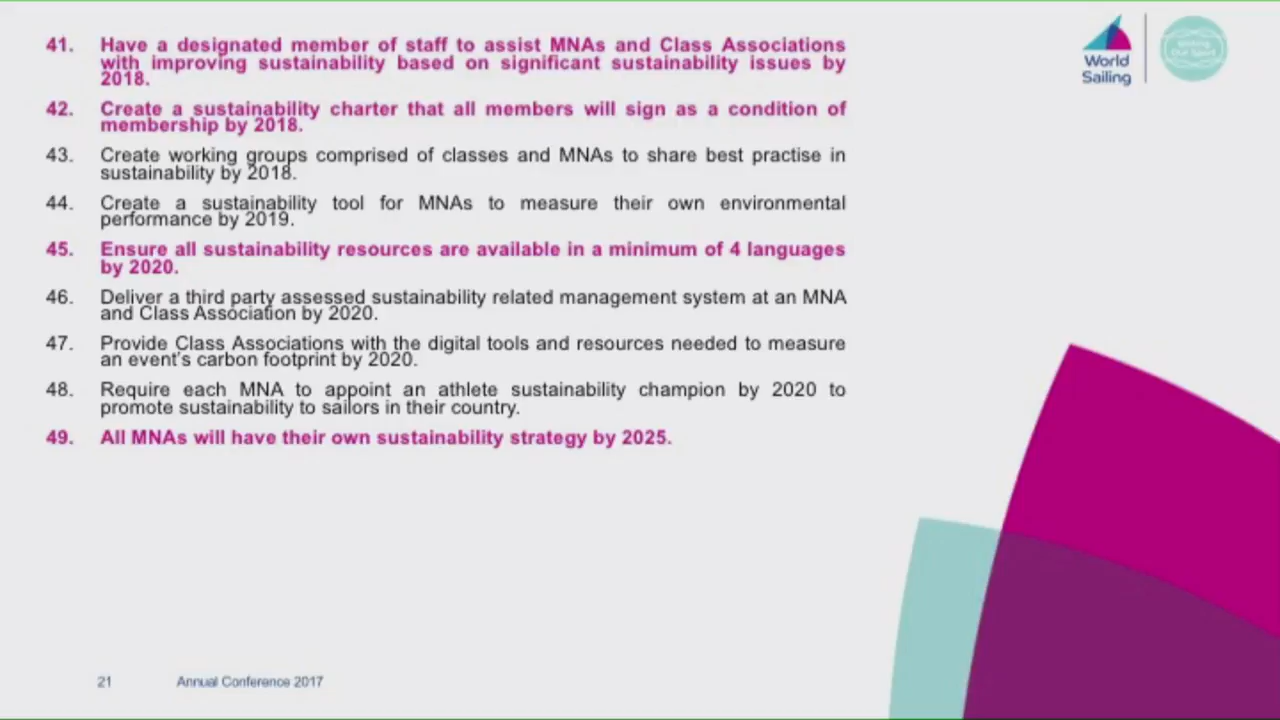 41. Have a designated member of staff to assist MNAs and Class Associations
with improving sustainability based on significant sustainability issues by
2018.
42. Create a sustainability charter that all members will sign as a condition of
membership by 2018.
43. Create working groups comprised of classes and MNAs to share best practise in
sustainability by 2018.
44. Create a sustainability tool for MNAs to measure their own environmental
performance by 2019.
45. Ensure all sustainability resources are available in a minimum of 4 languages
by 2020.
46. Deliver a third party assessed sustainability related management system at an MNA
and Class Association by 2020.
47. Provide Class Associations with the digital tools and resources needed to measure
an event's carbon footprint by 2020.
48. Require each MNA to appoint an athlete sustainability champion by 2020 to
promote sustainability to sailors in their country.
49. All MNAs will have their own sustainability strategy by 2025.
World
Sailing
Our Sport
21 Annual Conference 2017